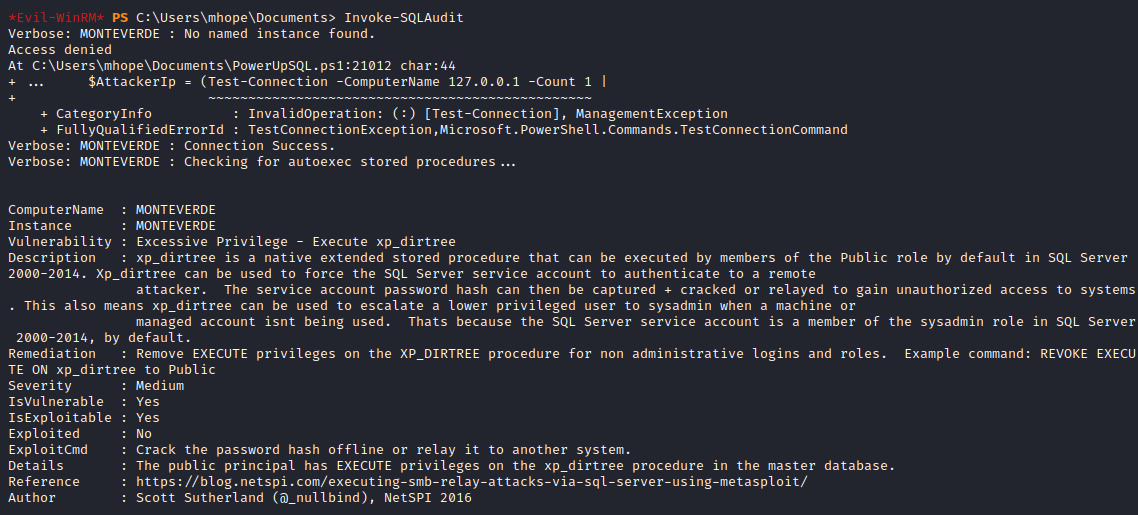 *Evil-WinRM* PS C:\Users\mhope\Documents> Invoke-SQLAudit
Verbose: MONTEVERDE : No named instance found.
Access denied
At C:\Users\mhope\Documents\PowerUpSQL.ps1:21012 char:44
+ ...      $AttackerIp = (Test-Connection -ComputerName 127.0.0.1 -Count 1 |
+                         ~~~~~~~~~~~~~~~~~~~~~~~~~~~~~~~~~~~~~~~~~~~~~~~~
    + CategoryInfo          : InvalidOperation: (:) [Test-Connection], ManagementException
    + FullyQualifiedErrorId : TestConnectionException,Microsoft.PowerShell.Commands.TestConnectionCommand
Verbose: MONTEVERDE : Connection Success.
Verbose: MONTEVERDE : Checking for autoexec stored procedures...
ComputerName  : MONTEVERDE
Instance      : MONTEVERDE
Vulnerability : Excessive Privilege - Execute xp_dirtree
Description   : xp_dirtree is a native extended stored procedure that can be executed by members of the Public role by default in SQL Server
2000-2014. Xp_dirtree can be used to force the SQL Server service account to authenticate to a remote
                attacker.  The service account password hash can then be captured + cracked or relayed to gain unauthorized access to systems
. This also means xp_dirtree can be used to escalate a lower privileged user to sysadmin when a machine or
                managed account isnt being used.  Thats because the SQL Server service account is a member of the sysadmin role in SQL Server
 2000-2014, by default.
Remediation   : Remove EXECUTE privileges on the XP_DIRTREE procedure for non administrative logins and roles.  Example command: REVOKE EXECU
TE ON xp_dirtree to Public
Severity      : Medium
IsVulnerable  : Yes
IsExploitable : Yes
Exploited     : No
ExploitCmd    : Crack the password hash offline or relay it to another system.
Details       : The public principal has EXECUTE privileges on the xp_dirtree procedure in the master database.
Reference     : https://blog.netspi.com/executing-smb-relay-attacks-via-sql-server-using-metasploit/
Author        : Scott Sutherland (@_nullbind), NetSPI 2016